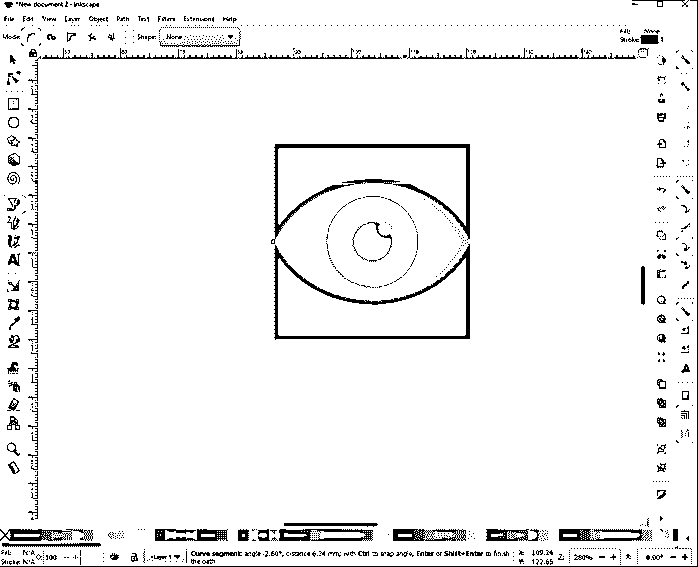 *New document 2 - Inkscape
File Edit View Layer Object Path Text Filters Extensions Help
Mode: Shape: None
Fill: None
Stroke: 1
Fill: N/A
Stroke: N/A
O: 100
Curve segment: angle -2.60°, distance 6.24 mm; with Ctrl to snap angle, Enter or Shift+Enter to finish
the path
X: 109.24
Y: 122.65
Z: 280%
R: 0.00°